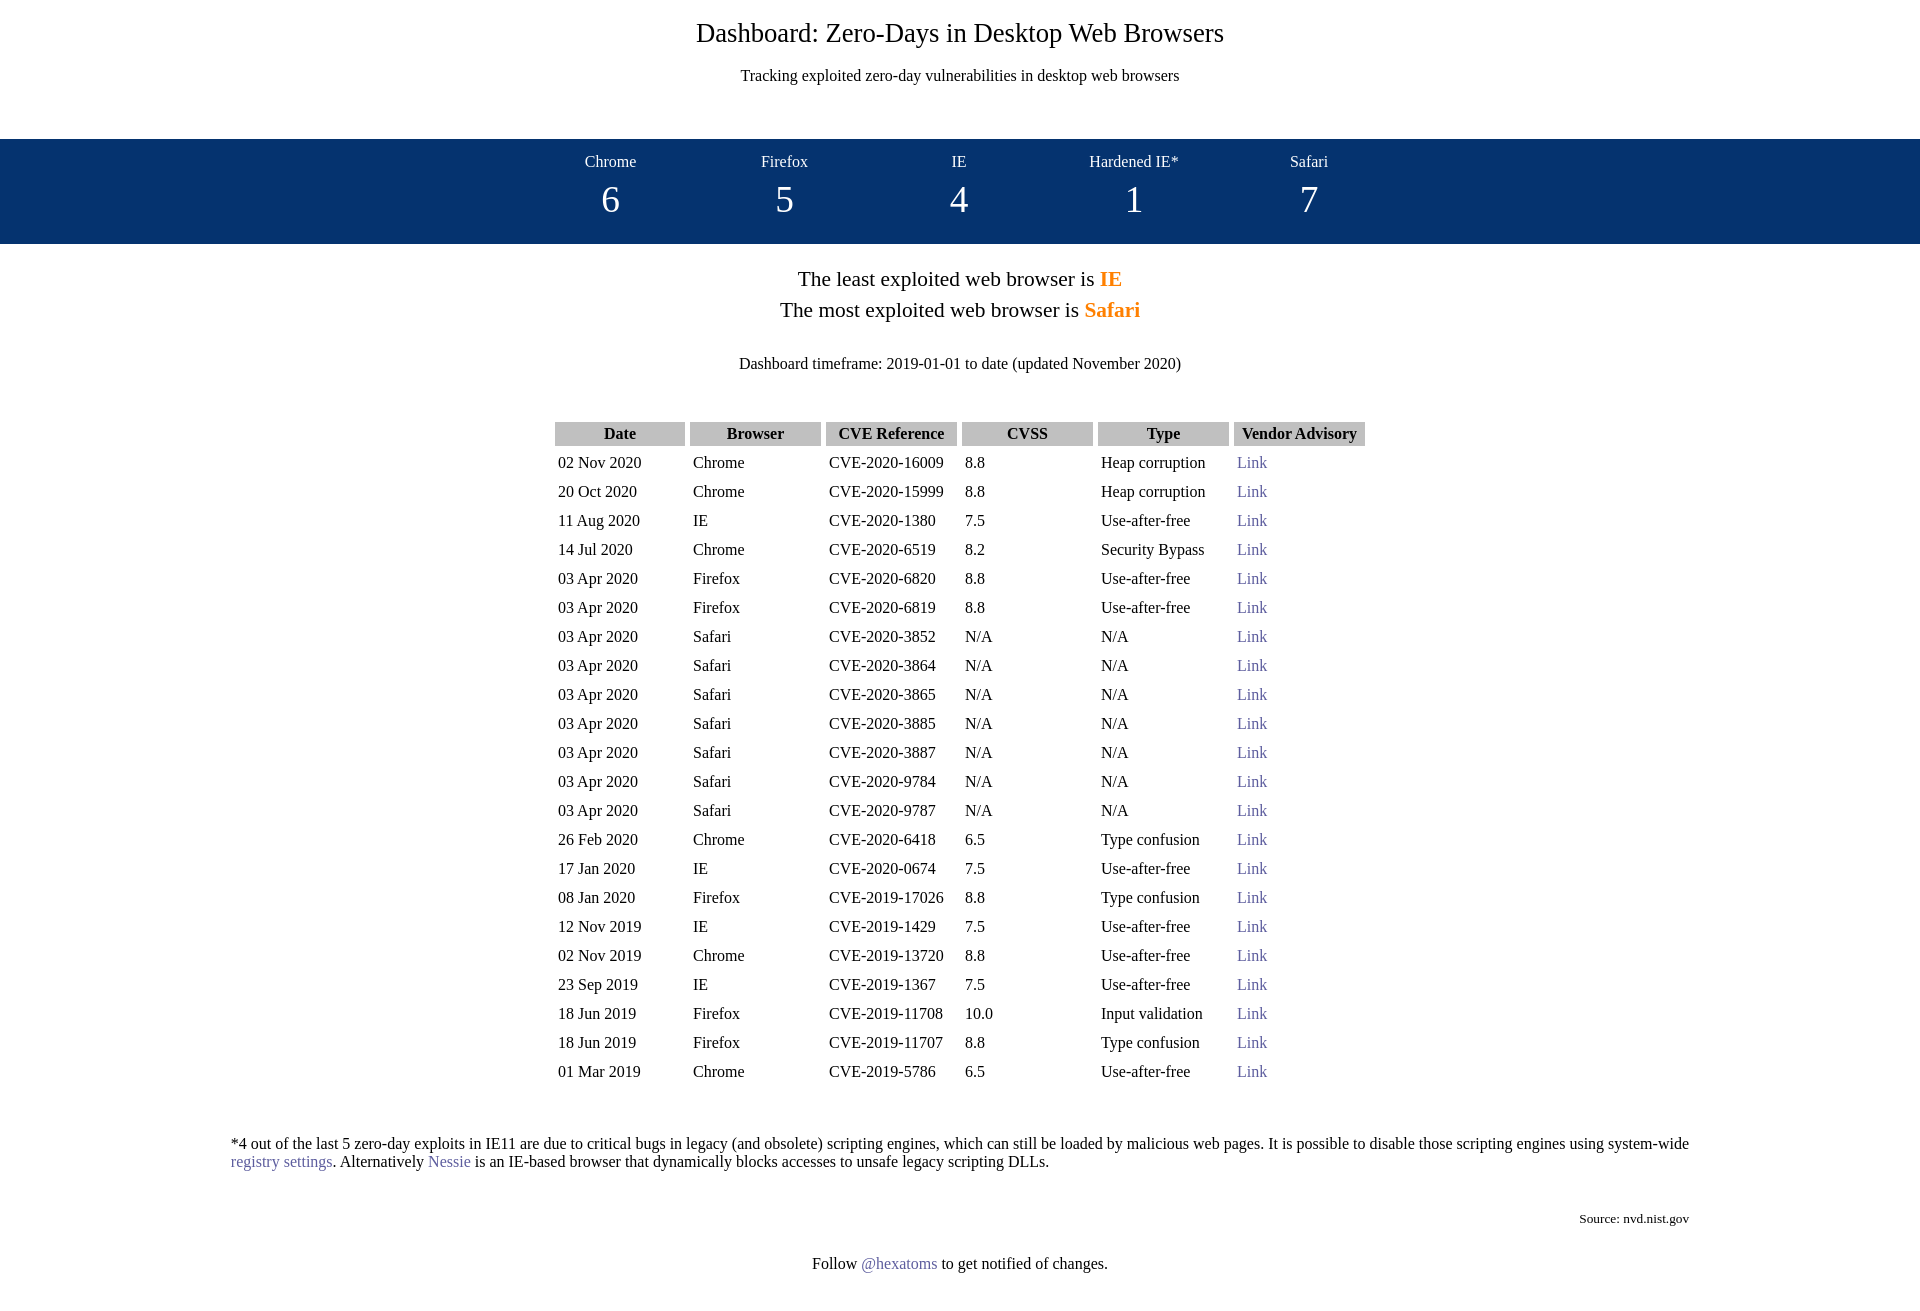 Dashboard: Zero-Days in Desktop Web Browsers
Tracking exploited zero-day vulnerabilities in desktop web browsers
Chrome Firefox IE Hardened IE* Safari
6 5 4 1 7
The least exploited web browser is IE
The most exploited web browser is Safari
Dashboard timeframe: 2019-01-01 to date (updated November 2020)
Date Browser CVE Reference CVSS Type Vendor Advisory
02 Nov 2020 Chrome CVE-2020-16009 8.8 Heap corruption Link
20 Oct 2020 Chrome CVE-2020-15999 8.8 Heap corruption Link
11 Aug 2020 IE CVE-2020-1380 7.5 Use-after-free Link
14 Jul 2020 Chrome CVE-2020-6519 8.2 Security Bypass Link
03 Apr 2020 Firefox CVE-2020-6820 8.8 Use-after-free Link
03 Apr 2020 Firefox CVE-2020-6819 8.8 Use-after-free Link
03 Apr 2020 Safari CVE-2020-3852 N/A N/A Link
03 Apr 2020 Safari CVE-2020-3864 N/A N/A Link
03 Apr 2020 Safari CVE-2020-3865 N/A N/A Link
03 Apr 2020 Safari CVE-2020-3885 N/A N/A Link
03 Apr 2020 Safari CVE-2020-3887 N/A N/A Link
03 Apr 2020 Safari CVE-2020-9784 N/A N/A Link
03 Apr 2020 Safari CVE-2020-9787 N/A N/A Link
26 Feb 2020 Chrome CVE-2020-6418 6.5 Type confusion Link
17 Jan 2020 IE CVE-2020-0674 7.5 Use-after-free Link
08 Jan 2020 Firefox CVE-2019-17026 8.8 Type confusion Link
12 Nov 2019 IE CVE-2019-1429 7.5 Use-after-free Link
02 Nov 2019 Chrome CVE-2019-13720 8.8 Use-after-free Link
23 Sep 2019 IE CVE-2019-1367 7.5 Use-after-free Link
18 Jun 2019 Firefox CVE-2019-11708 10.0 Input validation Link
18 Jun 2019 Firefox CVE-2019-11707 8.8 Type confusion Link
01 Mar 2019 Chrome CVE-2019-5786 6.5 Use-after-free Link
*4 out of the last 5 zero-day exploits in IE11 are due to critical bugs in legacy (and obsolete) scripting engines, which can still be loaded by malicious web pages. It is possible to disable those scripting engines using system-wide
registry settings. Alternatively Nessie is an IE-based browser that dynamically blocks accesses to unsafe legacy scripting DLLs.
Source: nvd.nist.gov
Follow @hexatoms to get notified of changes.